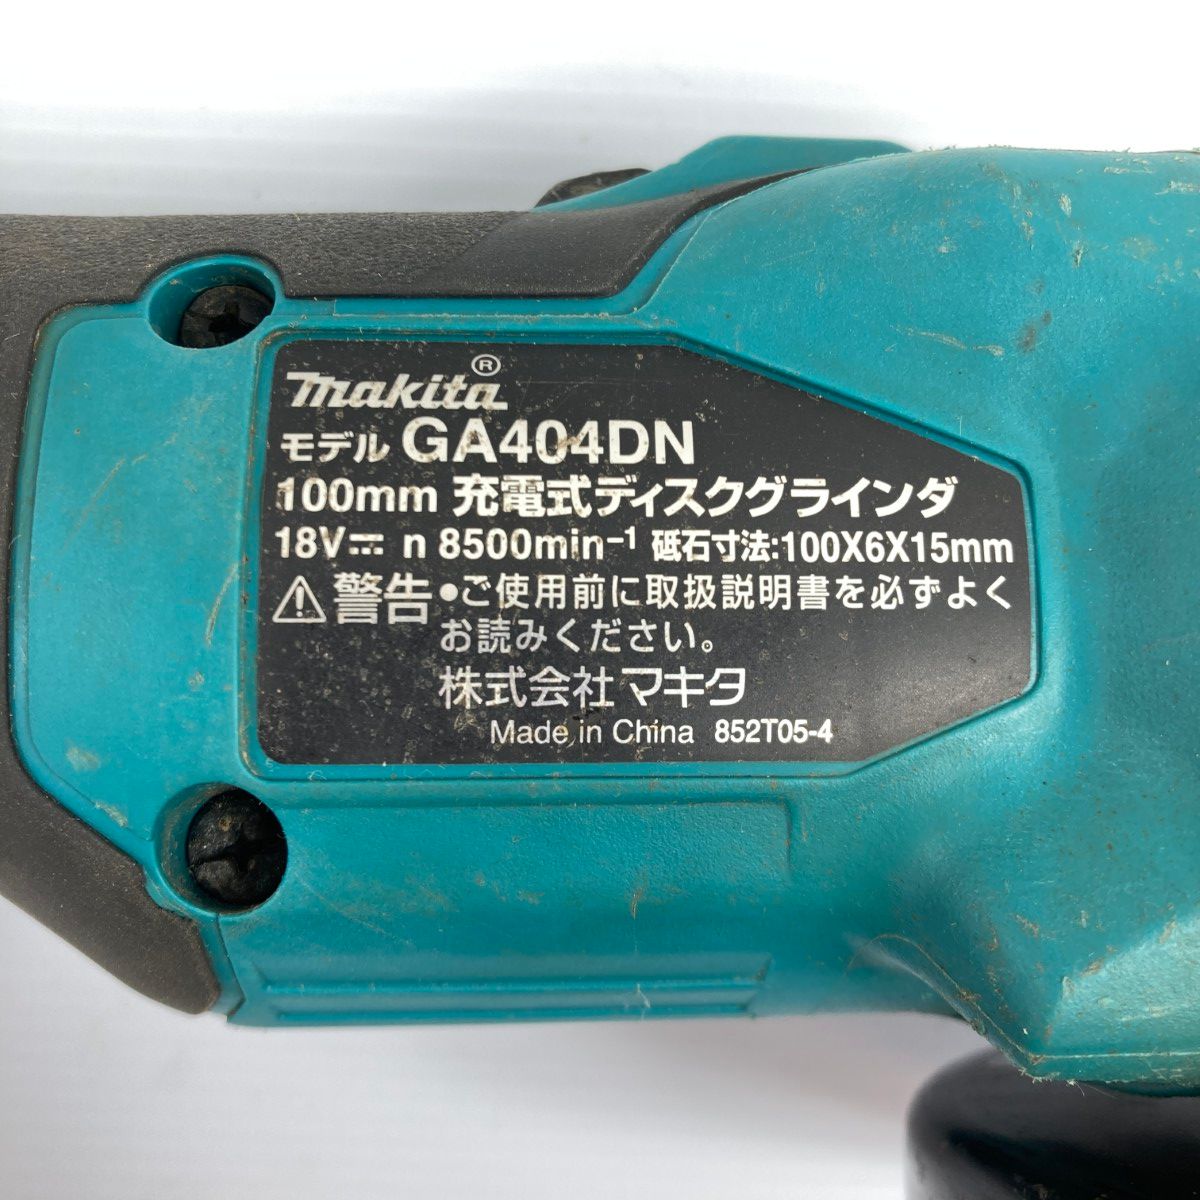 makita®
モデル GA404DN
100mm 充電式ディスクグラインダ
18V⎓ n 8500min⁻¹ 砥石寸法:100X6X15mm
⚠警告 ●ご使用前に取扱説明書を必ずよく
お読みください。
株式会社マキタ
Made in China 852T05-4